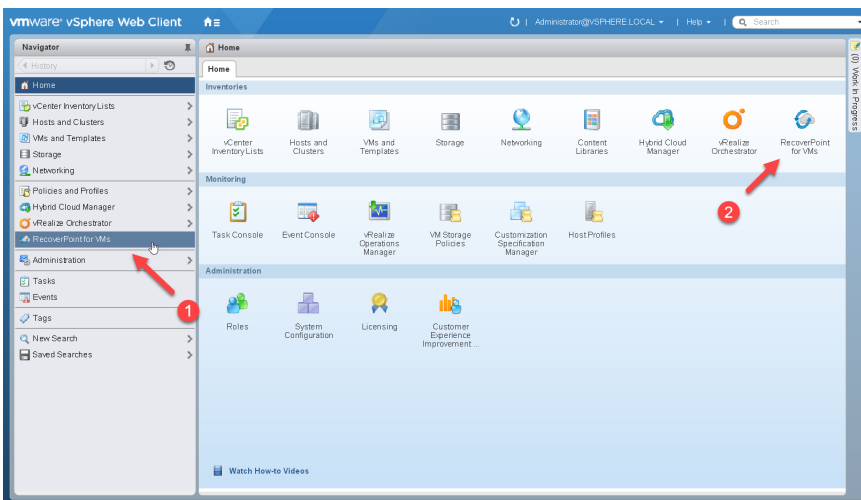 vmware® vSphere Web Client
Administrator@VSPHERE.LOCAL
Help
Search
Navigator
History
Home
vCenter Inventory Lists
Hosts and Clusters
VMs and Templates
Storage
Networking
Policies and Profiles
Hybrid Cloud Manager
vRealize Orchestrator
RecoverPoint for VMs
Administration
Tasks
Events
Tags
New Search
Saved Searches
1
Home
Home
Inventories
vCenter
Inventory Lists
Hosts and
Clusters
VMs and
Templates
Storage
Networking
Content
Libraries
Hybrid Cloud
Manager
vRealize
Orchestrator
RecoverPoint
for VMs
2
Monitoring
Task Console
Event Console
vRealize
Operations
Manager
VM Storage
Policies
Customization
Specification
Manager
Host Profiles
Administration
Roles
System
Configuration
Licensing
Customer
Experience
Improvement...
Watch How-to Videos
(0) Work In Progress